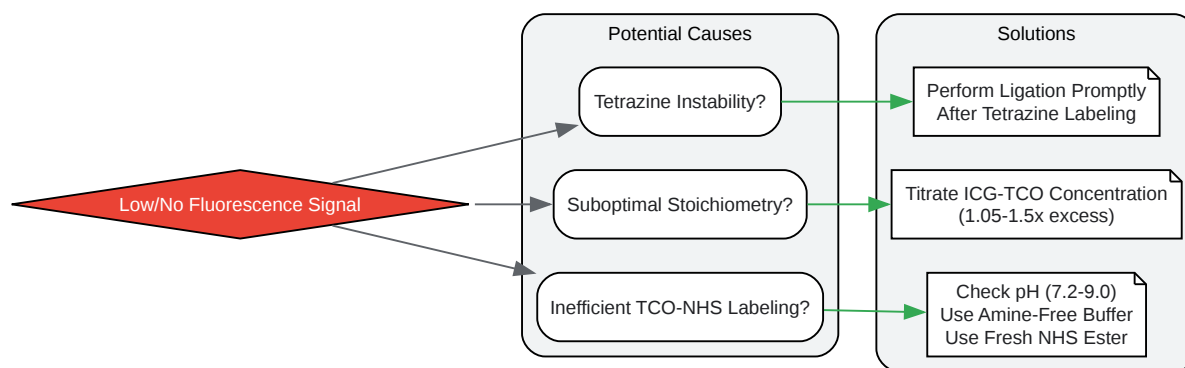 Potential Causes
Solutions
Low/No Fluorescence Signal
Tetrazine Instability?
Perform Ligation Promptly
After Tetrazine Labeling
Suboptimal Stoichiometry?
Titrate ICG-TCO Concentration
(1.05-1.5x excess)
Inefficient TCO-NHS Labeling?
Check pH (7.2-9.0)
Use Amine-Free Buffer
Use Fresh NHS Ester